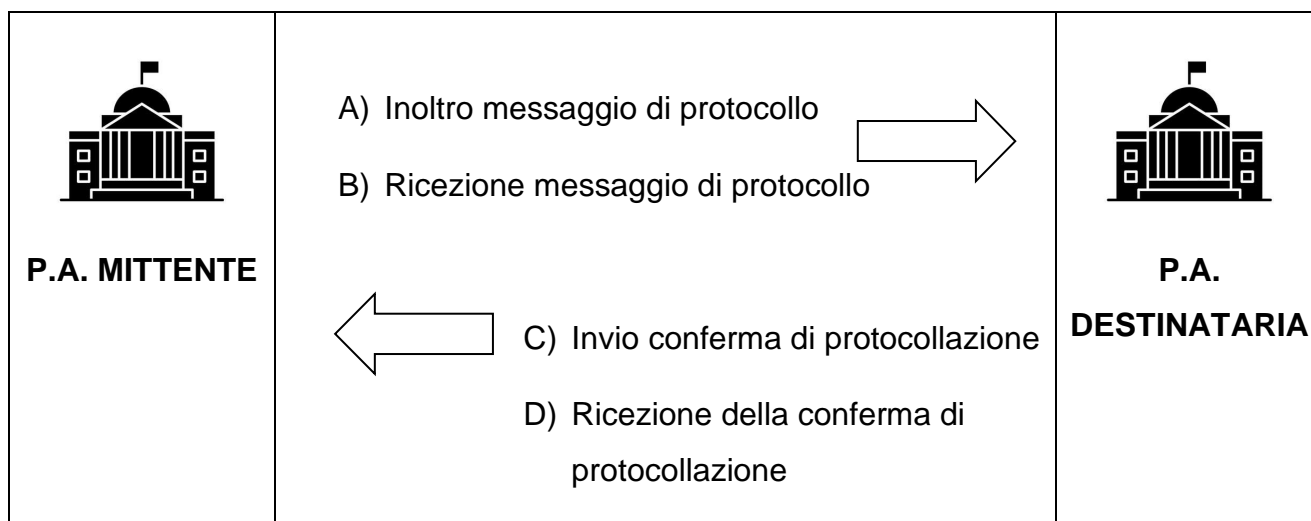 A) Inoltro messaggio di protocollo
B) Ricezione messaggio di protocollo
P.A. MITTENTE
P.A.
DESTINATARIA
C) Invio conferma di protocollazione
D) Ricezione della conferma di
protocollazione